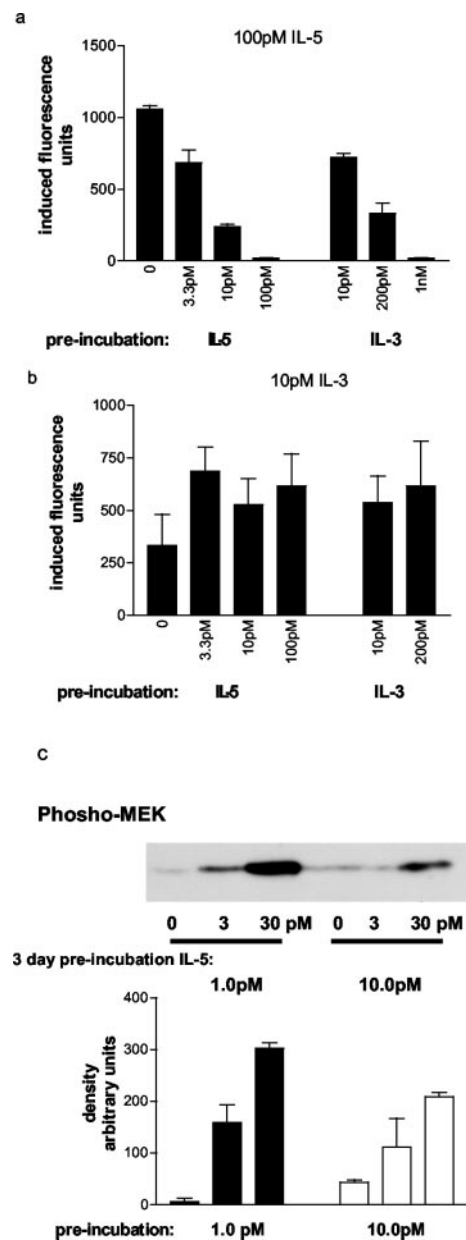 a
100pM IL-5
induced fluorescence
units
1500
1000
500
0
0
3.3pM
10pM
100pM
10pM
200pM
1nM
pre-incubation: IL-5 IL-3
b
10pM IL-3
induced fluorescence
units
1000
750
500
250
0
0
3.3pM
10pM
100pM
10pM
200pM
pre-incubation: IL-5 IL-3
C
Phosho-MEK
0 3 30 pM 0 3 30 pM
3 day pre-incubation IL-5:
1.0pM 10.0pM
density
arbitrary units
400
300
200
100
0
pre-incubation: 1.0 pM 10.0pM